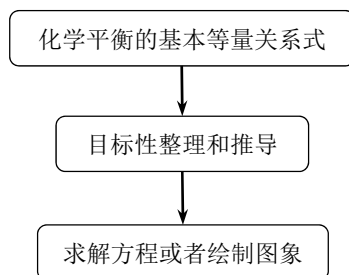 化学平衡的基本等量关系式
目标性整理和推导
求解方程或者绘制图象